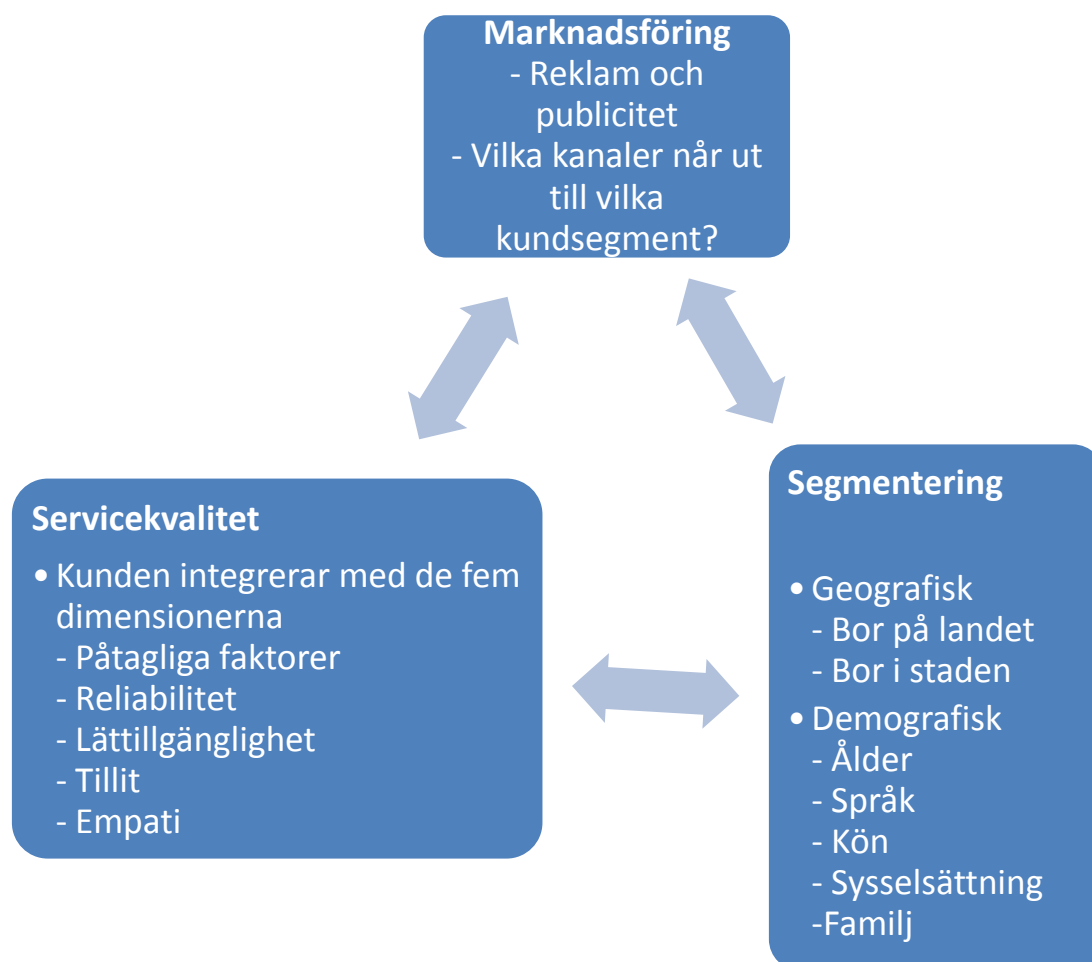 Marknadsföring
- Reklam och
publicitet
- Vilka kanaler når ut
till vilka
kundsegment?
Servicekvalitet
• Kunden integrerar med de fem
dimensionerna
- Påtagliga faktorer
- Reliabilitet
- Lättillgänglighet
- Tillit
- Empati
Segmentering
• Geografisk
- Bor på landet
- Bor i staden
• Demografisk
- Ålder
- Språk
- Kön
- Sysselsättning
-Familj